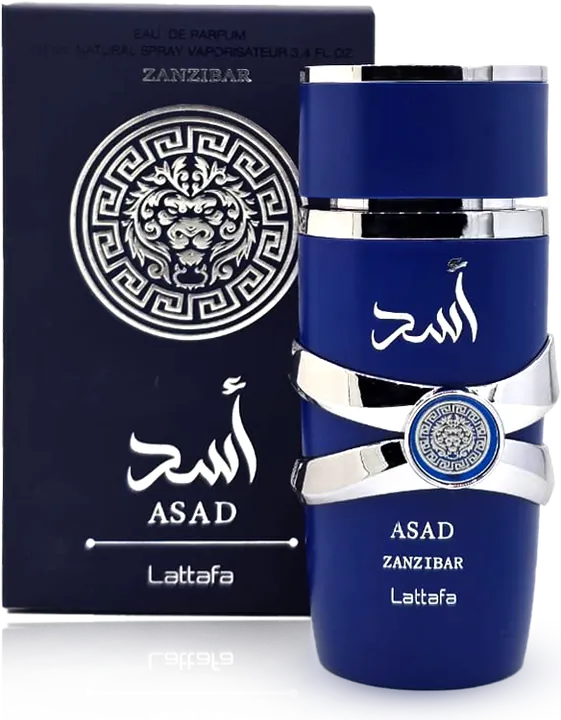 EAU DE PARFUM
NATURAL SPRAY VAPORISATEUR 3.4 FL OZ
ZANZIBAR
أسد
ASAD
Lattafa
أسد
ASAD
ZANZIBAR
Lattafa